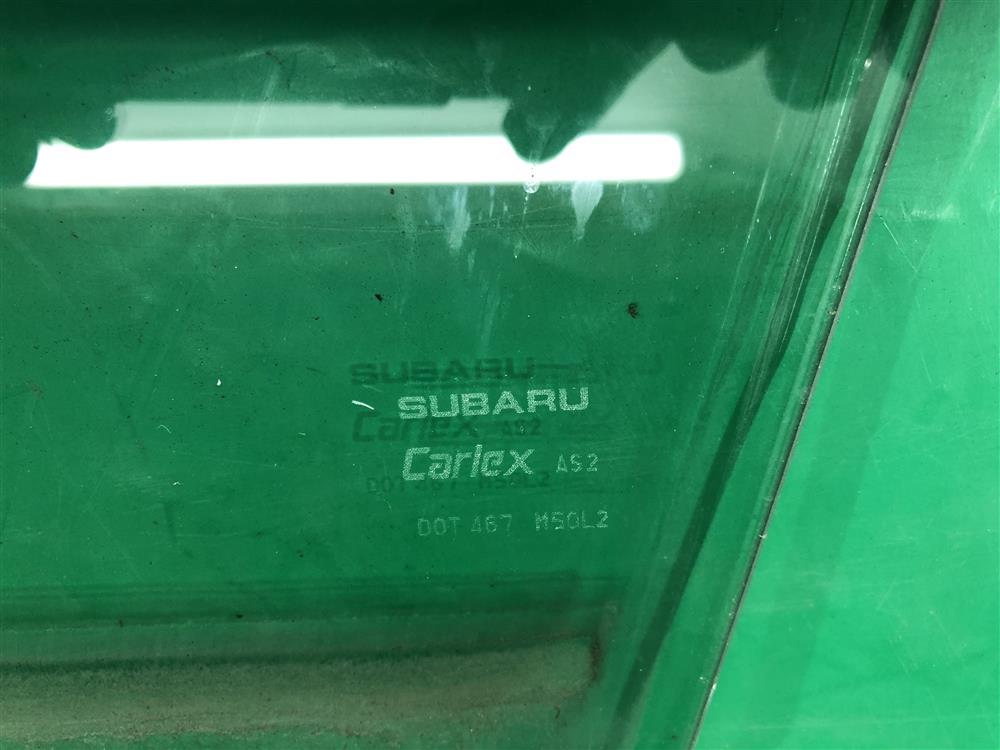 SUBARU
Carlex AS2
DOT 467 M50L2